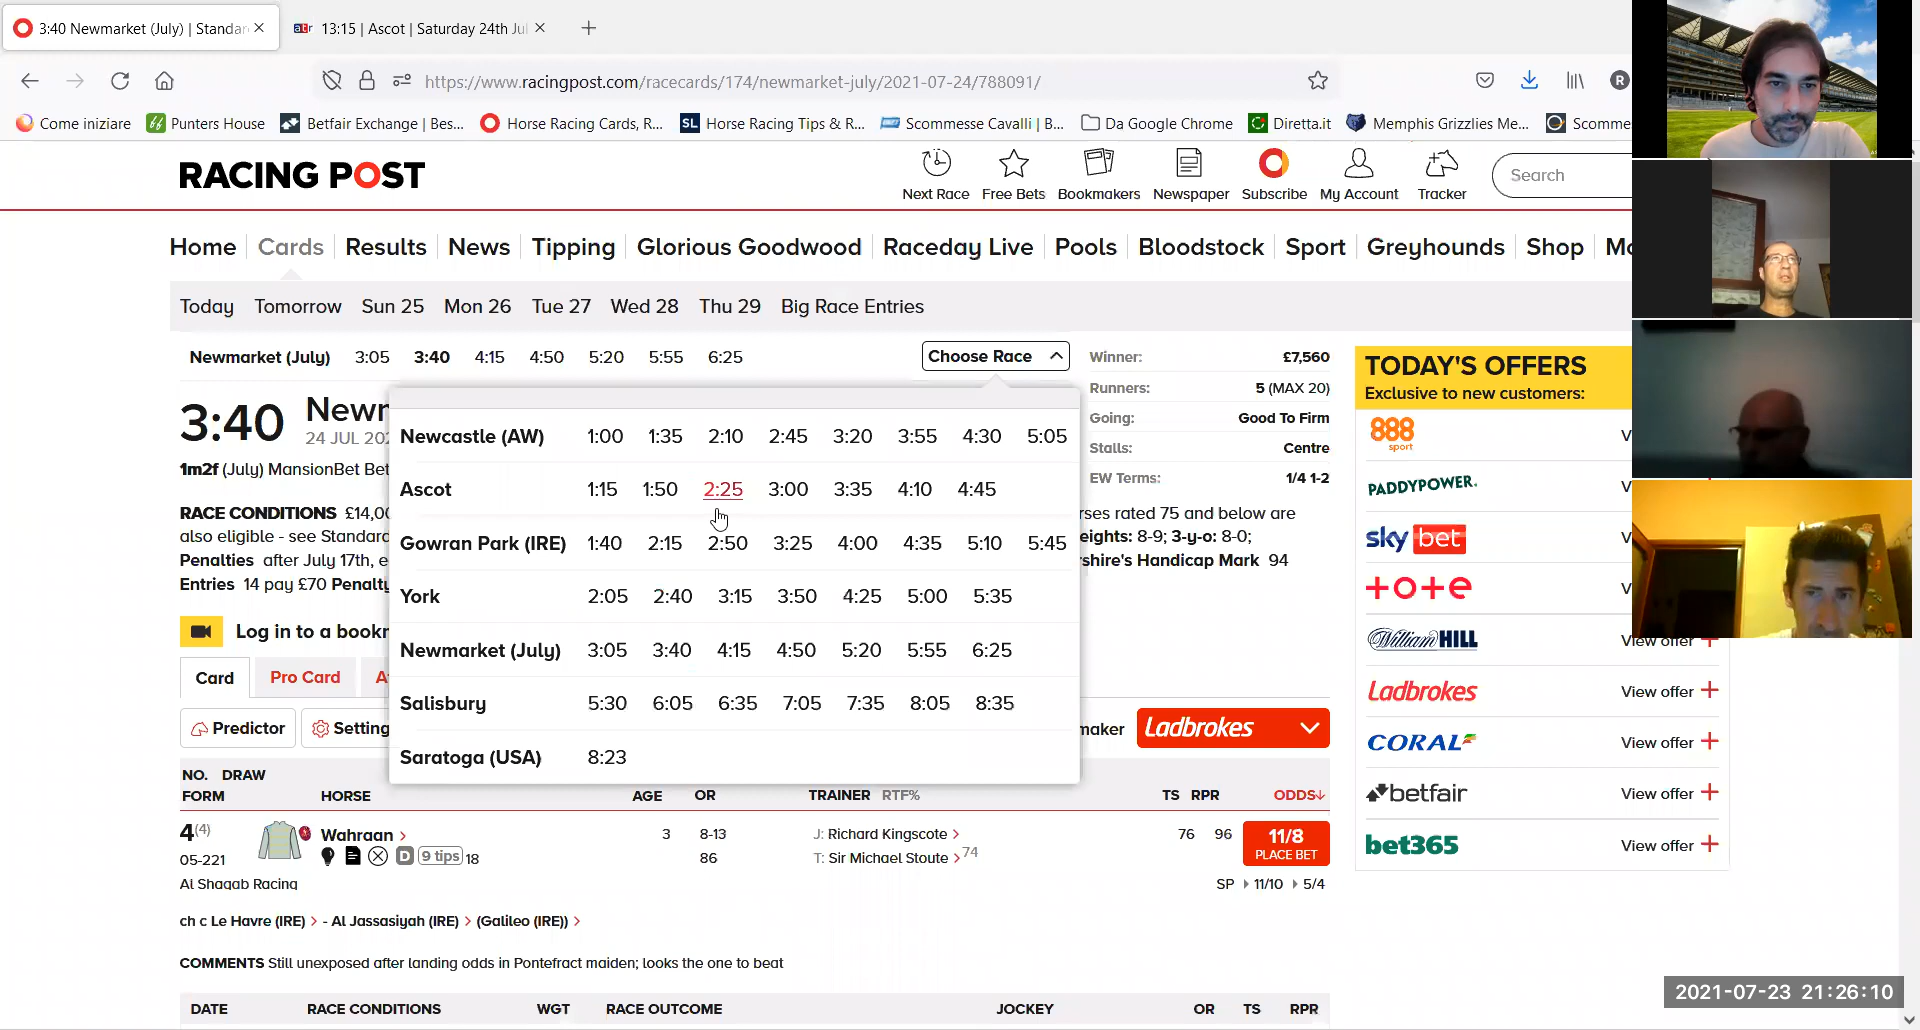 3:40 Newmarket (July) | Standar
atr 13:15 | Ascot | Saturday 24th Jul
https://www.racingpost.com/racecards/174/newmarket-july/2021-07-24/788091/
R
Come iniziare Punters House Betfair Exchange | Bes... Horse Racing Cards, R... SL Horse Racing Tips & R... Scommesse Cavalli | B... Da Google Chrome Diretta.it Memphis Grizzlies Me... Scomme
RACING POST
Next Race Free Bets Bookmakers Newspaper Subscribe My Account Tracker Search
Home Cards Results News Tipping Glorious Goodwood Raceday Live Pools Bloodstock Sport Greyhounds Shop Mo
Today Tomorrow Sun 25 Mon 26 Tue 27 Wed 28 Thu 29 Big Race Entries
Newmarket (July) 3:05 3:40 4:15 4:50 5:20 5:55 6:25 Choose Race
3:40 Newm
24 JUL 202
1m2f (July) MansionBet Bet
RACE CONDITIONS £14,00
also eligible - see Standard
Penalties after July 17th, e
Entries 14 pay £70 Penalty
Log in to a bookm
Card Pro Card A
Predictor Setting
Newcastle (AW) 1:00 1:35 2:10 2:45 3:20 3:55 4:30 5:05
Ascot 1:15 1:50 2:25 3:00 3:35 4:10 4:45
Gowran Park (IRE) 1:40 2:15 2:50 3:25 4:00 4:35 5:10 5:45
York 2:05 2:40 3:15 3:50 4:25 5:00 5:35
Newmarket (July) 3:05 3:40 4:15 4:50 5:20 5:55 6:25
Salisbury 5:30 6:05 6:35 7:05 7:35 8:05 8:35
Saratoga (USA) 8:23
Winner: £7,560
Runners: 5 (MAX 20)
Going: Good To Firm
Stalls: Centre
EW Terms: 1/4 1-2
rses rated 75 and below are
eights: 8-9; 3-y-o: 8-0;
shire's Handicap Mark 94
maker Ladbrokes
TODAY'S OFFERS
Exclusive to new customers:
888 sport V
PADDYPOWER. V
sky bet V
tote V
William HILL View offer +
Ladbrokes View offer +
CORAL View offer +
betfair View offer +
bet365 View offer +
NO. DRAW
FORM HORSE AGE OR TRAINER RTF% TS RPR ODDS
4(4) Wahraan 3 8-13 J: Richard Kingscote 76 96 11/8
PLACE BET
05-221 D 9 tips 18 86 T: Sir Michael Stoute 74
Al Shaqab Racing SP 11/10 5/4
ch c Le Havre (IRE) - Al Jassasiyah (IRE) (Galileo (IRE))
COMMENTS Still unexposed after landing odds in Pontefract maiden; looks the one to beat
DATE RACE CONDITIONS WGT RACE OUTCOME JOCKEY OR TS RPR
2021-07-23 21:26:10